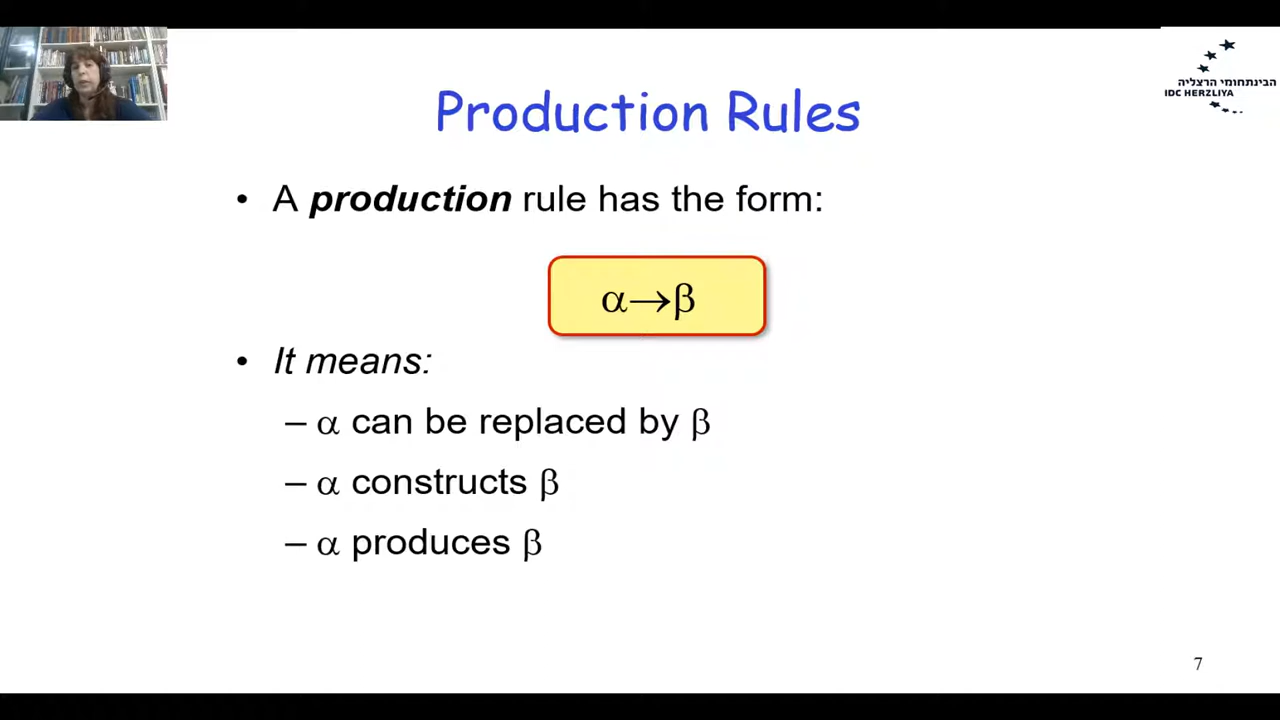 הבינתחומי הרצליה
IDC HERZLIYA
Production Rules
• A production rule has the form:
α→β
• It means:
– α can be replaced by β
– α constructs β
– α produces β
7